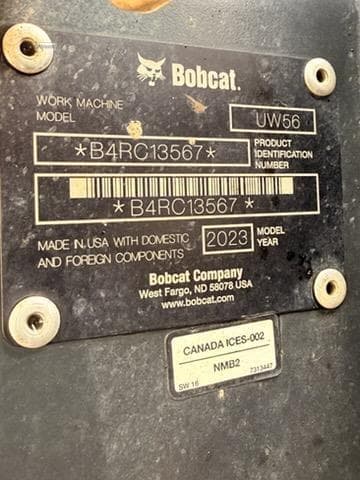 Bobcat.
WORK MACHINE
MODEL
UW56
*B4RC13567*
PRODUCT
IDENTIFICATION
NUMBER
*B4RC13567*
MADE IN USA WITH DOMESTIC
AND FOREIGN COMPONENTS
2023
MODEL
YEAR
Bobcat Company
West Fargo, ND 58078 USA
www.bobcat.com
CANADA ICES-002
NMB2
SW 16
7313447